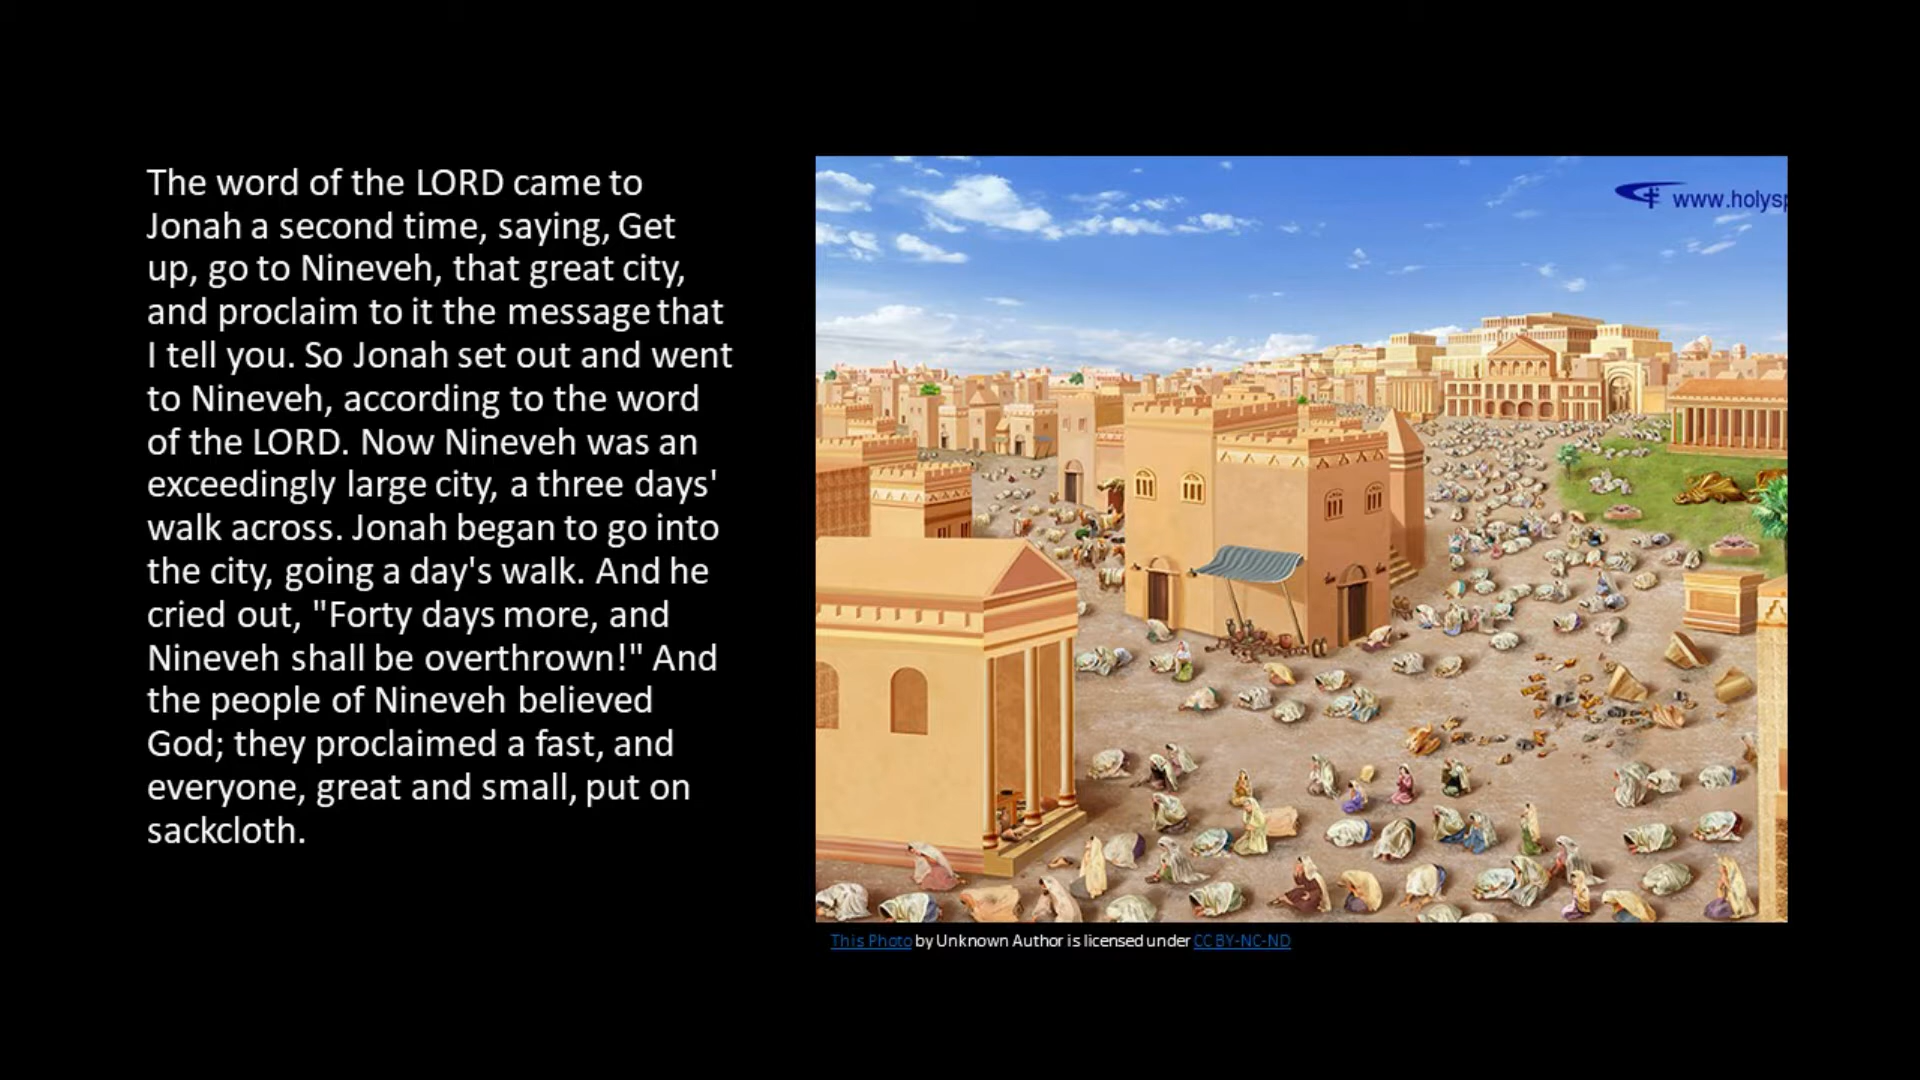 The word of the LORD came to
Jonah a second time, saying, Get
up, go to Nineveh, that great city,
and proclaim to it the message that
I tell you. So Jonah set out and went
to Nineveh, according to the word
of the LORD. Now Nineveh was an
exceedingly large city, a three days'
walk across. Jonah began to go into
the city, going a day's walk. And he
cried out, "Forty days more, and
Nineveh shall be overthrown!" And
the people of Nineveh believed
God; they proclaimed a fast, and
everyone, great and small, put on
sackcloth.
www.holysp
This Photo by Unknown Author is licensed under CC BY-NC-ND